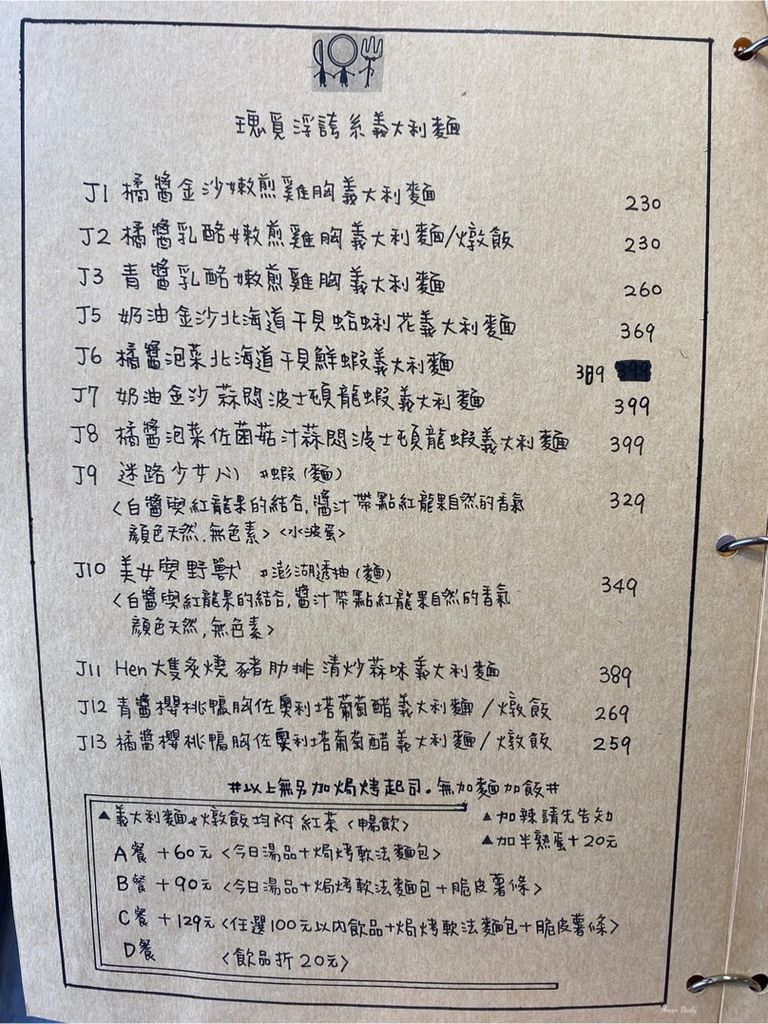 瑰覓浮誇系義大利麵
J1 橘醬金沙嫩煎雞胸義大利麵 230
J2 橘醬乳酪嫩煎雞胸義大利麵/燉飯 230
J3 青醬乳酪嫩煎雞胸義大利麵 260
J5 奶油金沙北海道干貝蛤蜊花義大利麵 369
J6 橘醬泡菜北海道干貝鮮蝦義大利麵 389
J7 奶油金沙蒜悶波士頓龍蝦義大利麵 399
J8 橘醬泡菜佐菌菇汁蒜悶波士頓龍蝦義大利麵 399
J9 迷路少女心 #蝦(麵) 329
<白醬與紅龍果的結合,醬汁帶點紅龍果自然的香氣
顏色天然.無色素> <水波蛋>
J10 美女與野獸 #澎湖透抽(麵) 349
<白醬與紅龍果的結合,醬汁帶點紅龍果自然的香氣
顏色天然,無色素>
J11 Hen大隻炙燒豬肋排清炒蒜味義大利麵 389
J12 青醬櫻桃鴨胸佐奧利塔葡萄醋義大利麵/燉飯 269
J13 橘醬櫻桃鴨胸佐奧利塔葡萄醋義大利麵/燉飯 259
#以上無另加焗烤起司.無加麵加飯#
▲義大利麵&燉飯均附紅茶<暢飲> ▲加辣請先告知
▲加半熟蛋+20元
A餐 +60元 <今日湯品+焗烤軟法麵包>
B餐 +90元 <今日湯品+焗烤軟法麵包+脆皮薯條>
C餐 +129元 <任選100元以內飲品+焗烤軟法麵包+脆皮薯條>
D餐 <飲品折20元>